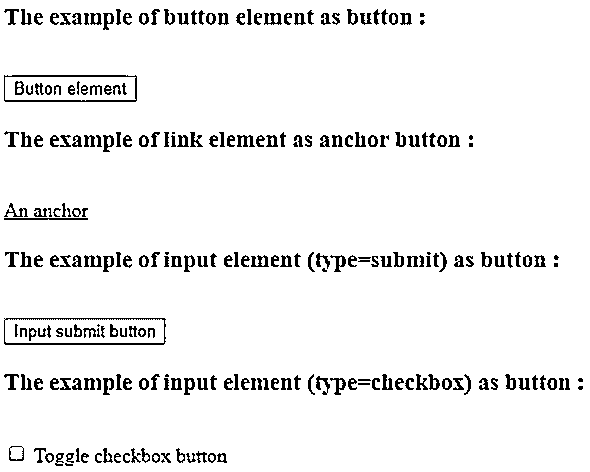 The example of button element as button :
Button element
The example of link element as anchor button :
An anchor
The example of input element (type=submit) as button :
Input submit button
The example of input element (type=checkbox) as button :
Toggle checkbox button